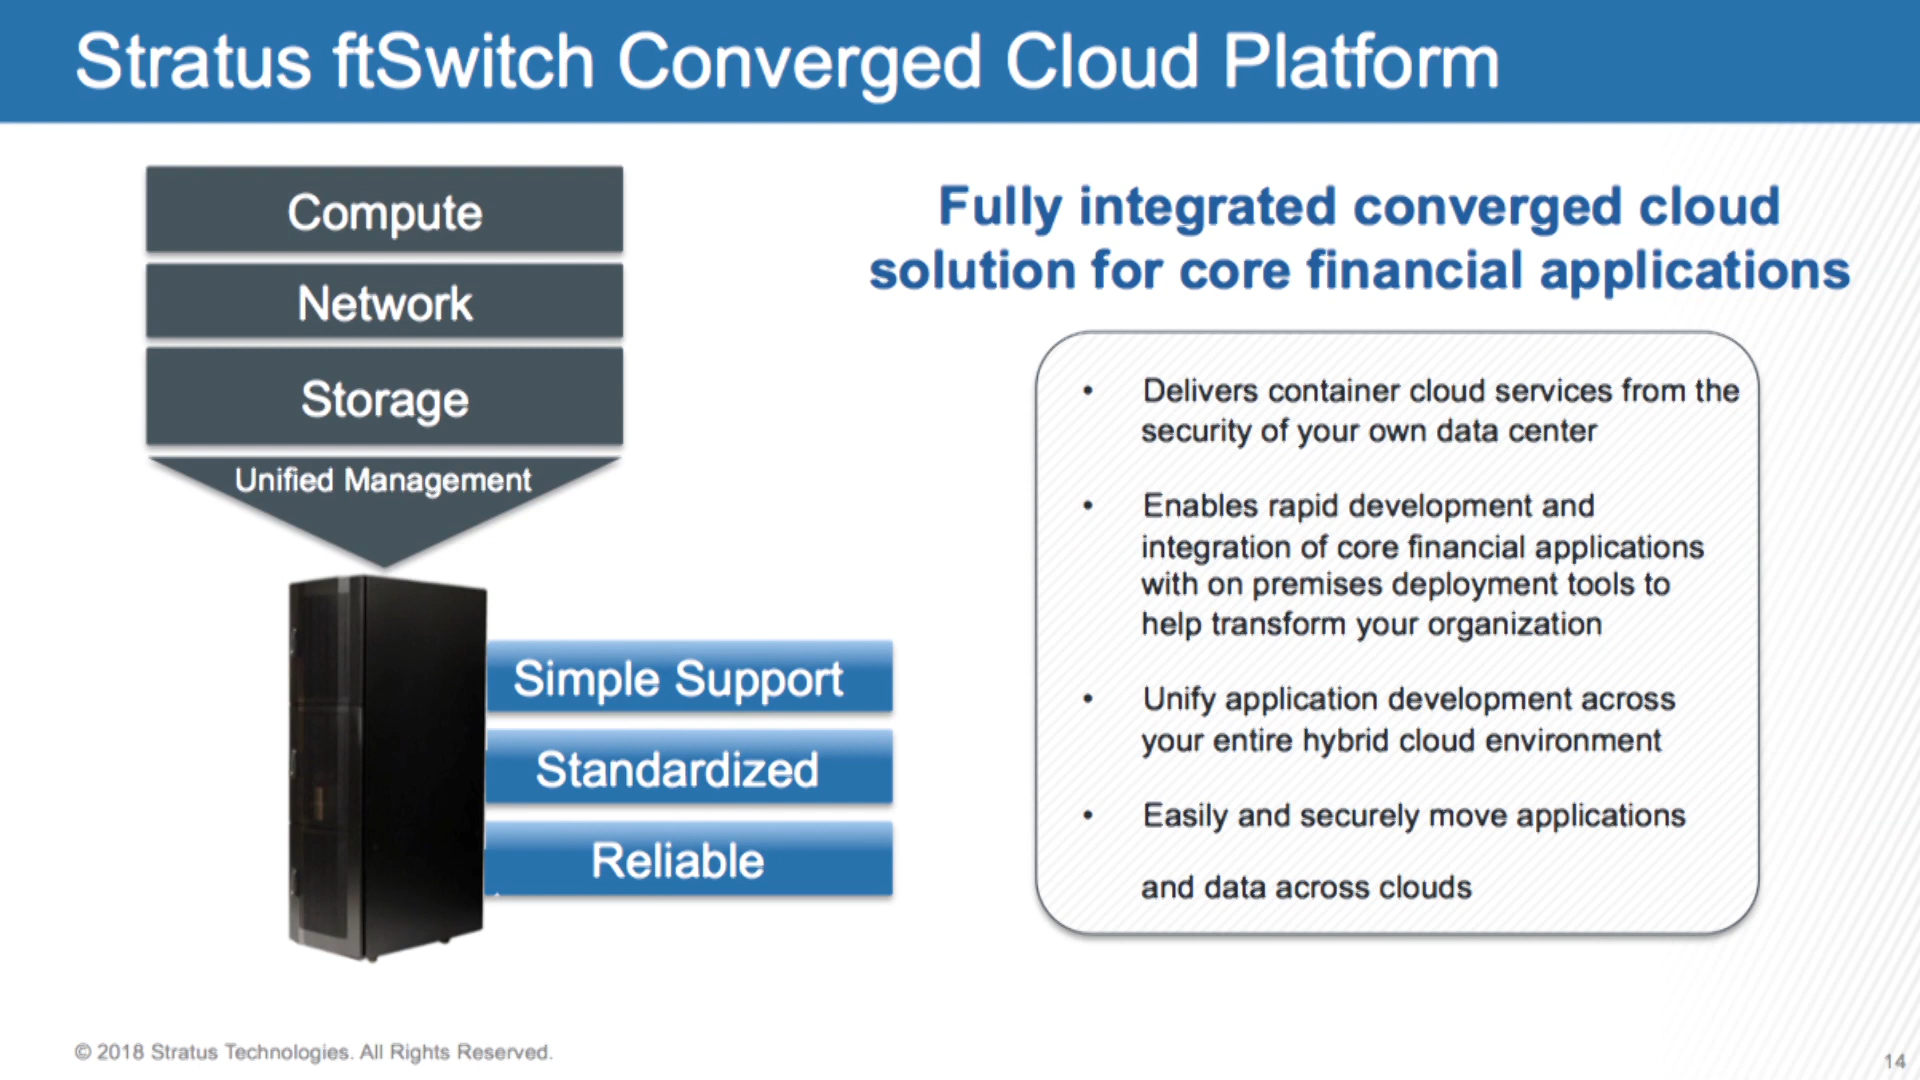 Stratus ftSwitch Converged Cloud Platform
Compute
Network
Storage
Unified Management
Simple Support
Standardized
Reliable
Fully integrated converged cloud
solution for core financial applications
• Delivers container cloud services from the
security of your own data center
• Enables rapid development and
integration of core financial applications
with on premises deployment tools to
help transform your organization
• Unify application development across
your entire hybrid cloud environment
• Easily and securely move applications
and data across clouds
© 2018 Stratus Technologies. All Rights Reserved.
14